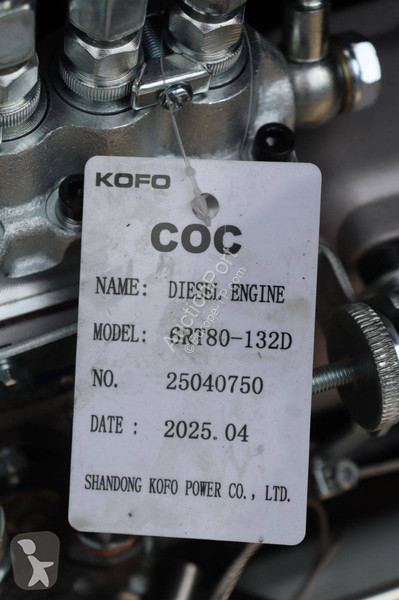 KOFO
COC
NAME: DIESEL ENGINE
MODEL: 6RT80-132D
NO. 25040750
DATE : 2025.04
SHANDONG KOFO POWER CO., LTD.